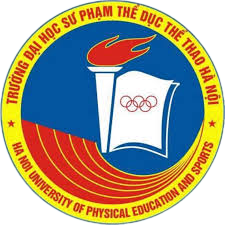 TRƯỜNG ĐẠI HỌC SƯ PHẠM THỂ DỤC THỂ THAO HÀ NỘI
HA NOI UNIVERSITY OF PHYSICAL EDUCATION AND SPORTS